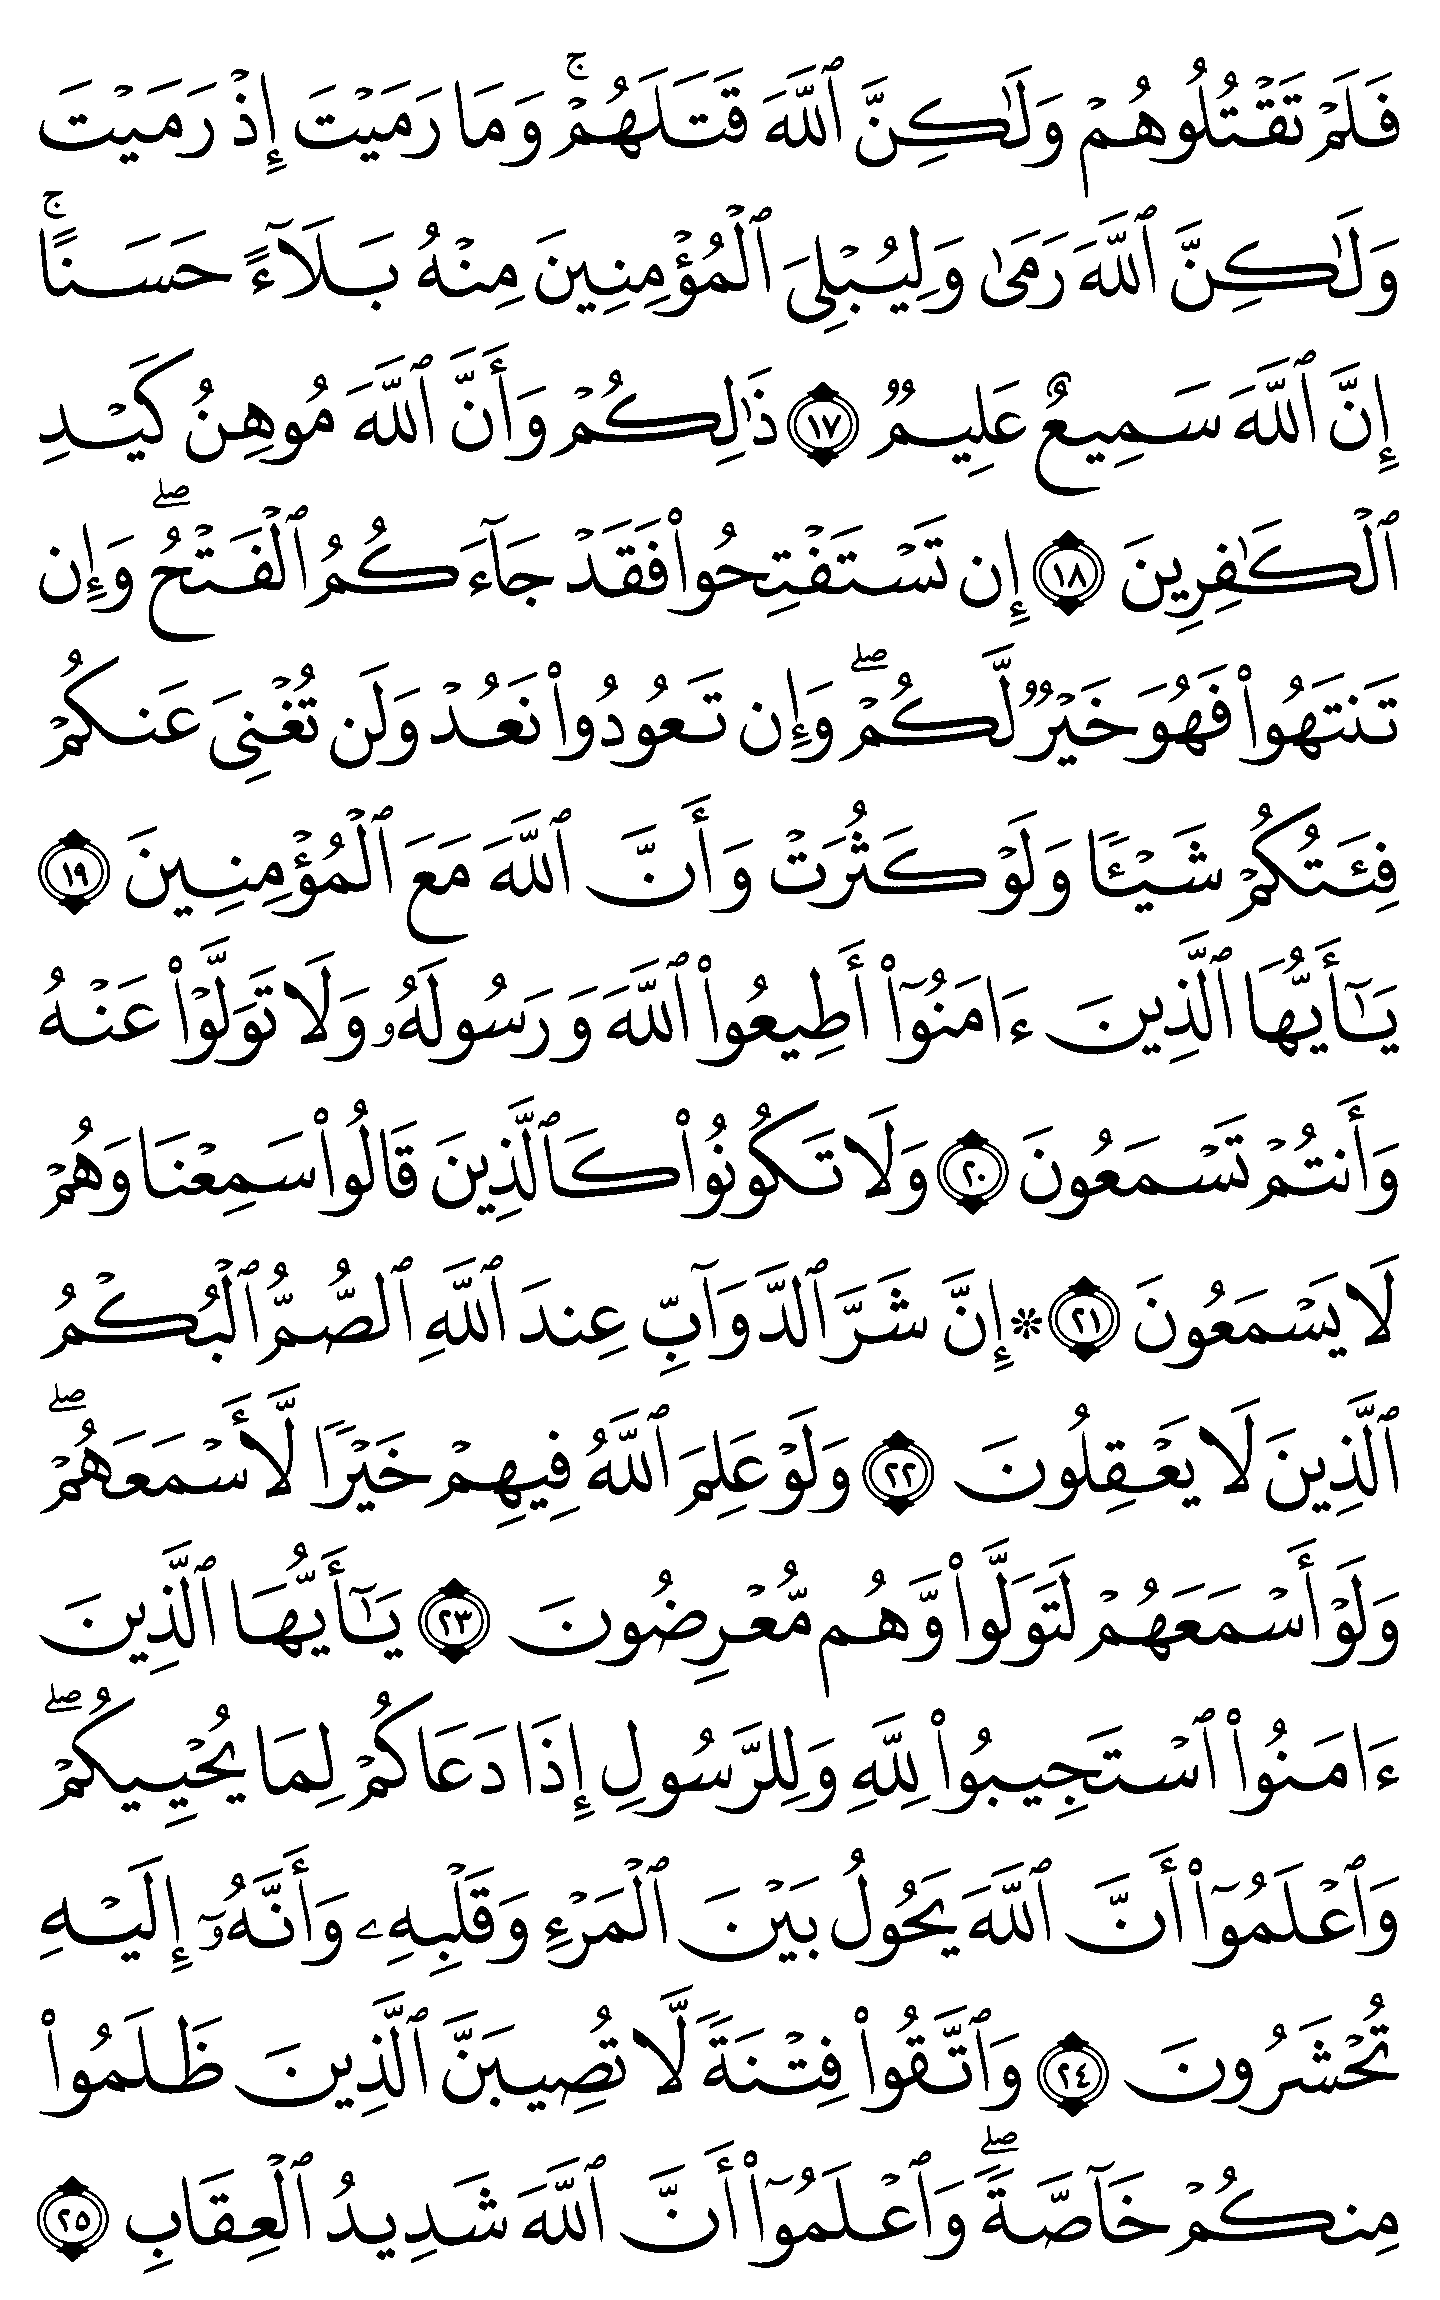 فَلَمۡ تَقۡتُلُوهُمۡ وَلَٰكِنَّ ٱللَّهَ قَتَلَهُمۡۚ وَمَا رَمَيۡتَ إِذۡ رَمَيۡتَ
وَلَٰكِنَّ ٱللَّهَ رَمَىٰ وَلِيُبۡلِيَ ٱلۡمُؤۡمِنِينَ مِنۡهُ بَلَآءً حَسَنًاۚ
إِنَّ ٱللَّهَ سَمِيعٌ عَلِيمٞ ١٧ ذَٰلِكُمۡ وَأَنَّ ٱللَّهَ مُوهِنُ كَيۡدِ
ٱلۡكَٰفِرِينَ ١٨ إِن تَسۡتَفۡتِحُواْ فَقَدۡ جَآءَكُمُ ٱلۡفَتۡحُۖ وَإِن
تَنتَهُواْ فَهُوَ خَيۡرٞ لَّكُمۡۖ وَإِن تَعُودُواْ نَعُدۡ وَلَن تُغۡنِيَ عَنكُمۡ
فِئَتُكُمۡ شَيۡـٔٗا وَلَوۡ كَثُرَتۡ وَأَنَّ ٱللَّهَ مَعَ ٱلۡمُؤۡمِنِينَ ١٩
يَٰٓأَيُّهَا ٱلَّذِينَ ءَامَنُوٓاْ أَطِيعُواْ ٱللَّهَ وَرَسُولَهُۥ وَلَا تَوَلَّوۡاْ عَنۡهُ
وَأَنتُمۡ تَسۡمَعُونَ ٢٠ وَلَا تَكُونُواْ كَٱلَّذِينَ قَالُواْ سَمِعۡنَا وَهُمۡ
لَا يَسۡمَعُونَ ٢١ ۞ إِنَّ شَرَّ ٱلدَّوَآبِّ عِندَ ٱللَّهِ ٱلصُّمُّ ٱلۡبُكۡمُ
ٱلَّذِينَ لَا يَعۡقِلُونَ ٢٢ وَلَوۡ عَلِمَ ٱللَّهُ فِيهِمۡ خَيۡرٗا لَّأَسۡمَعَهُمۡۖ
وَلَوۡ أَسۡمَعَهُمۡ لَتَوَلَّواْ وَّهُم مُّعۡرِضُونَ ٢٣ يَٰٓأَيُّهَا ٱلَّذِينَ
ءَامَنُواْ ٱسۡتَجِيبُواْ لِلَّهِ وَلِلرَّسُولِ إِذَا دَعَاكُمۡ لِمَا يُحۡيِيكُمۡۖ
وَٱعۡلَمُوٓاْ أَنَّ ٱللَّهَ يَحُولُ بَيۡنَ ٱلۡمَرۡءِ وَقَلۡبِهِۦ وَأَنَّهُۥٓ إِلَيۡهِ
تُحۡشَرُونَ ٢٤ وَٱتَّقُواْ فِتۡنَةٗ لَّا تُصِيبَنَّ ٱلَّذِينَ ظَلَمُواْ
مِنكُمۡ خَآصَّةٗۖ وَٱعۡلَمُوٓاْ أَنَّ ٱللَّهَ شَدِيدُ ٱلۡعِقَابِ ٢٥